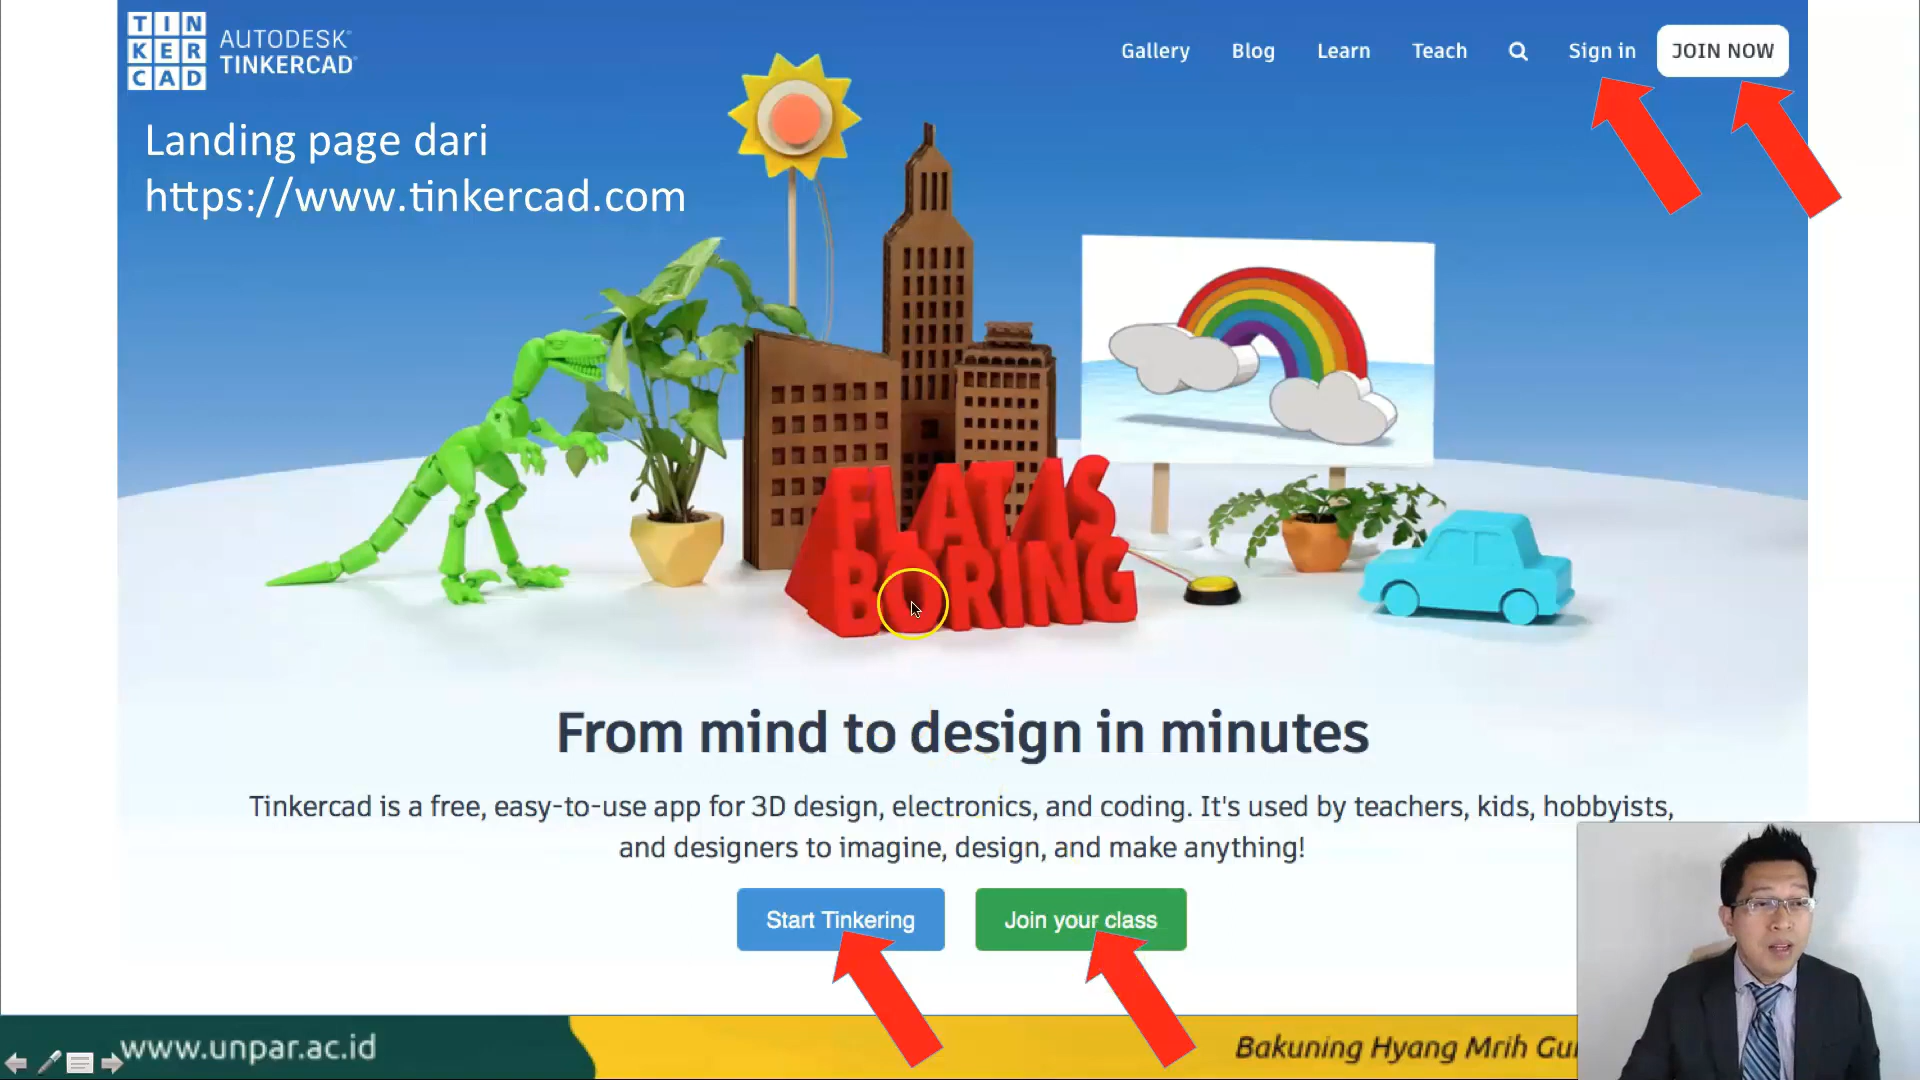 TIN
KER
CAD
AUTODESK®
TINKERCAD®
Gallery
Blog
Learn
Teach
Sign in
JOIN NOW
Landing page dari
https://www.tinkercad.com
FLAT IS
BORING
From mind to design in minutes
Tinkercad is a free, easy-to-use app for 3D design, electronics, and coding. It's used by teachers, kids, hobbyists,
and designers to imagine, design, and make anything!
Start Tinkering
Join your class
www.unpar.ac.id
Bakuning Hyang Mrih